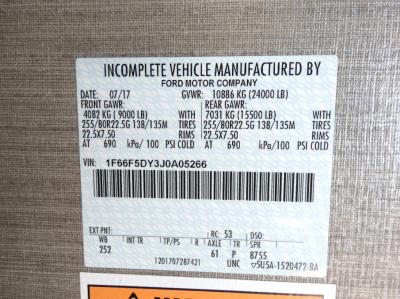 INCOMPLETE VEHICLE MANUFACTURED BY
FORD MOTOR COMPANY
DATE: 07/17 GVWR: 10886 KG (24000 LB)
FRONT GAWR: REAR GAWR:
4082 KG ( 9000 LB) WITH 7031 KG (15500 LB) WITH
255/80R22.5G 138/135M TIRES 255/80R22.5G 138/135M TIRES
22.5X7.50 RIMS 22.5X7.50 RIMS
AT 690 kPa/ 100 PSI COLD AT 690 kPa/ 100 PSI COLD
VIN: 1F66F5DY3J0A05266
EXT PNT: RC: 53 DSO:
WB INT TR TP/PS R AXLE TR SPR
252 61 P 8755
1201707287421 UNC 5U5A-1520472-BA